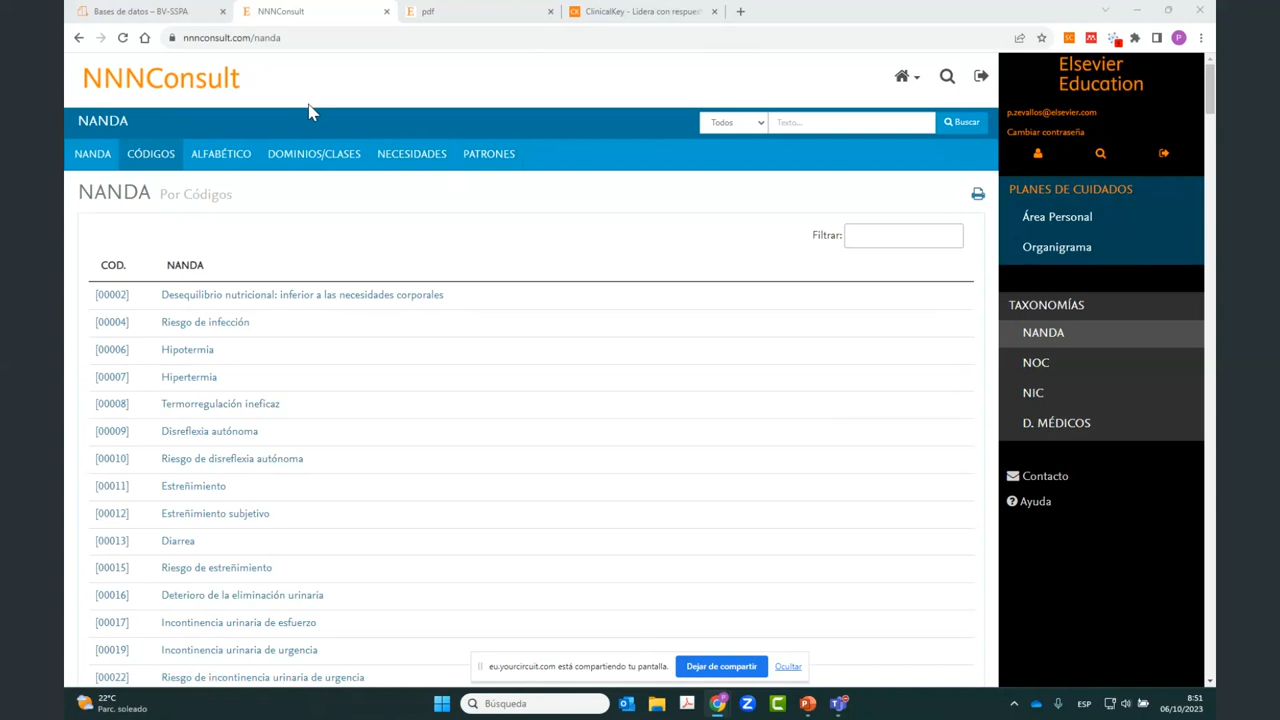 Bases de datos – BV-SSPA
NNNConsult
pdf
ClinicalKey - Lidera con respues
nnnconsult.com/nanda
NNNConsult
Elsevier
Education
p.zevallos@elsevier.com
Cambiar contraseña
NANDA
Todos
Texto...
Buscar
NANDA
CÓDIGOS
ALFABÉTICO
DOMINIOS/CLASES
NECESIDADES
PATRONES
NANDA Por Códigos
PLANES DE CUIDADOS
Área Personal
Organigrama
Filtrar:
COD. NANDA
[00002] Desequilibrio nutricional: inferior a las necesidades corporales
[00004] Riesgo de infección
[00006] Hipotermia
[00007] Hipertermia
[00008] Termorregulación ineficaz
[00009] Disreflexia autónoma
[00010] Riesgo de disreflexia autónoma
[00011] Estreñimiento
[00012] Estreñimiento subjetivo
[00013] Diarrea
[00015] Riesgo de estreñimiento
[00016] Deterioro de la eliminación urinaria
[00017] Incontinencia urinaria de esfuerzo
[00019] Incontinencia urinaria de urgencia
[00022] Riesgo de incontinencia urinaria de urgencia
TAXONOMÍAS
NANDA
NOC
NIC
D. MÉDICOS
Contacto
Ayuda
eu.yourcircuit.com está compartiendo tu pantalla.
Dejar de compartir
Ocultar
22°C
Parc. soleado
Búsqueda
ESP
8:51
06/10/2023